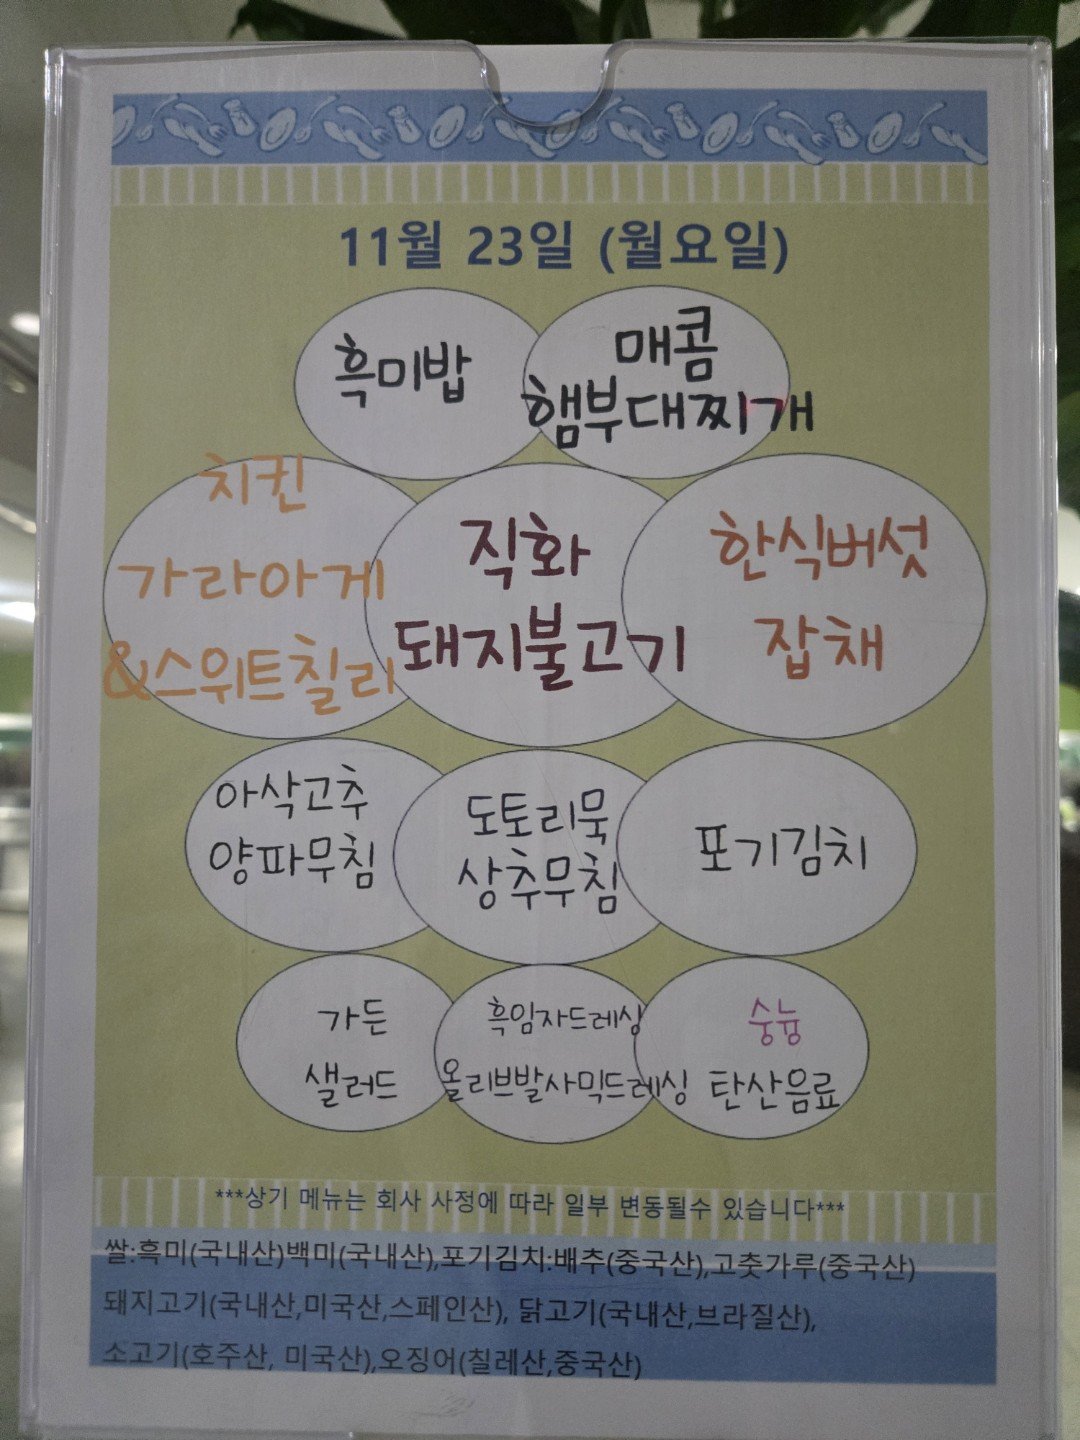 11월 23일 (월요일)
흑미밥
매콤
햄부대찌개
치킨
가라아게
&스위트칠리
직화
돼지불고기
한식버섯
잡채
아삭고추
양파무침
도토리묵
상추무침
포기김치
가든
샐러드
흑임자드레싱
올리브발사믹드레싱
숭늉
탄산음료
***상기 메뉴는 회사 사정에 따라 일부 변동될수 있습니다***
쌀:흑미(국내산)백미(국내산),포기김치:배추(중국산),고춧가루(중국산)
돼지고기(국내산,미국산,스페인산), 닭고기(국내산,브라질산),
소고기(호주산, 미국산),오징어(칠레산,중국산)